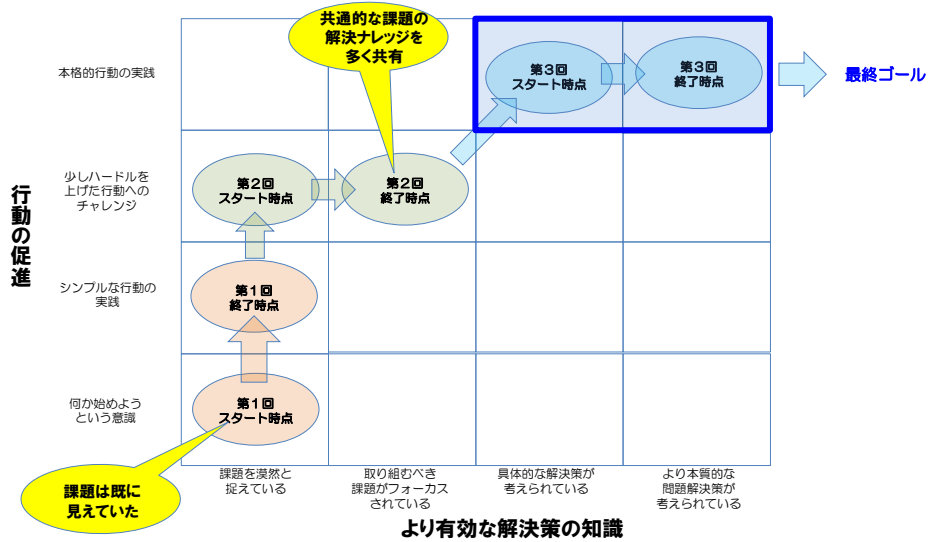 共通的な課題の
解決ナレッジを
多く共有
本格的行動の実践
第3回
スタート時点
第3回
終了時点
最終ゴール
少しハードルを
上げた行動への
チャレンジ
第2回
スタート時点
第2回
終了時点
行動の促進
シンプルな行動の
実践
第1回
終了時点
何か始めよう
という意識
第1回
スタート時点
課題は既に
見えていた
課題を漠然と
捉えている
取り組むべき
課題がフォーカス
されている
具体的な解決策が
考えられている
より本質的な
問題解決策が
考えられている
より有効な解決策の知識